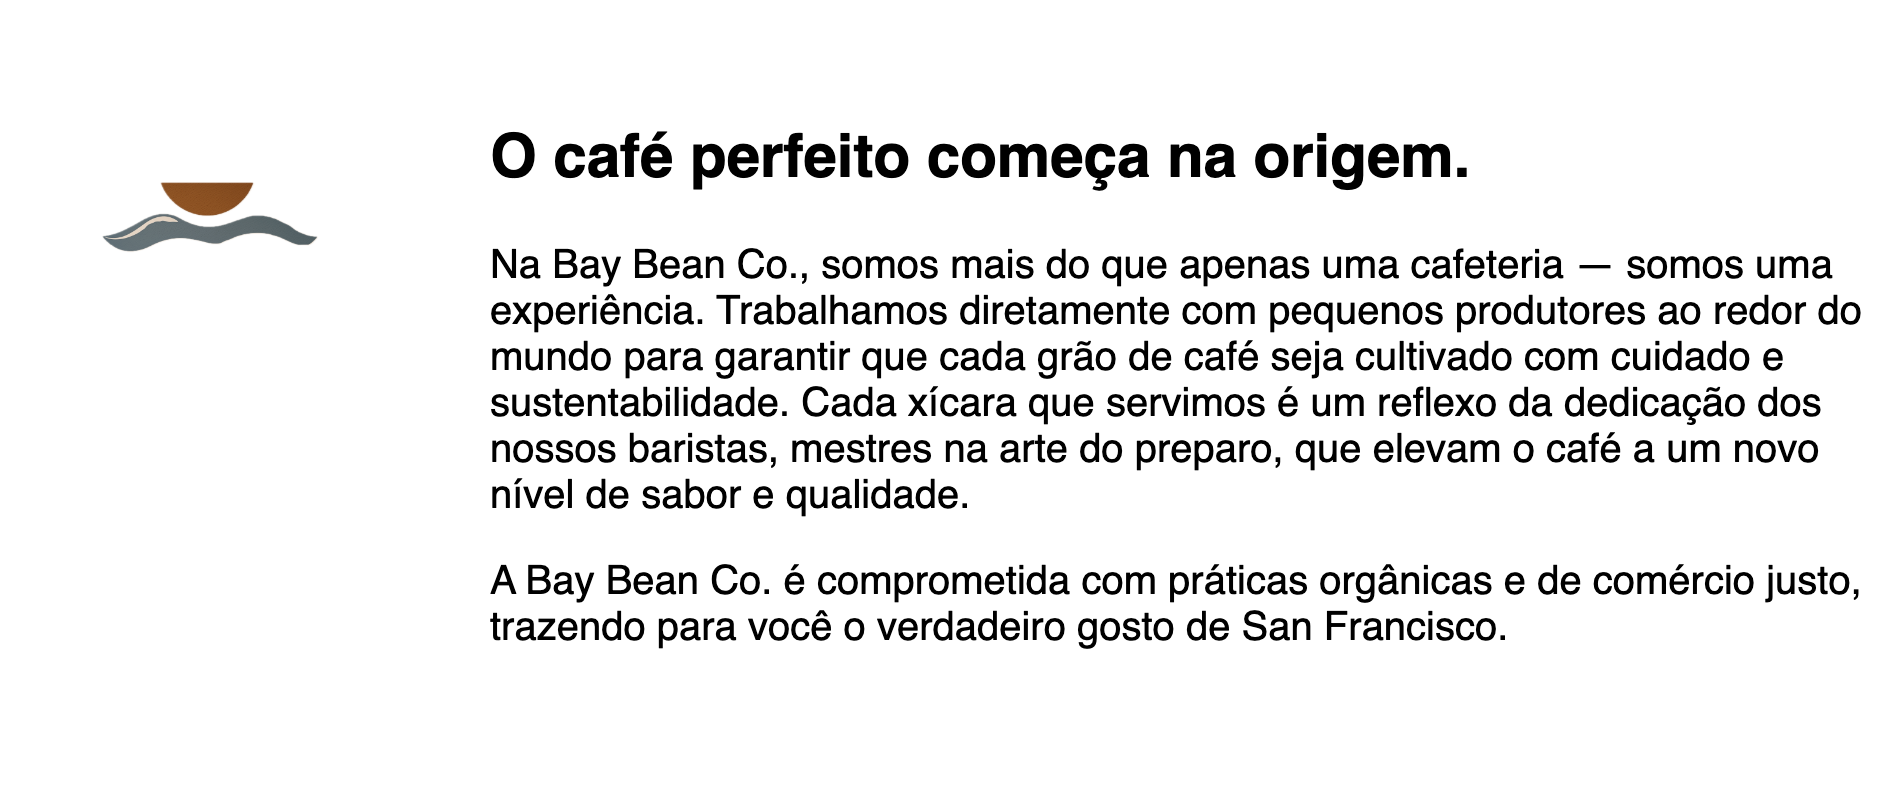 O café perfeito começa na origem.
Na Bay Bean Co., somos mais do que apenas uma cafeteria — somos uma
experiência. Trabalhamos diretamente com pequenos produtores ao redor do
mundo para garantir que cada grão de café seja cultivado com cuidado e
sustentabilidade. Cada xícara que servimos é um reflexo da dedicação dos
nossos baristas, mestres na arte do preparo, que elevam o café a um novo
nível de sabor e qualidade.
A Bay Bean Co. é comprometida com práticas orgânicas e de comércio justo,
trazendo para você o verdadeiro gosto de San Francisco.